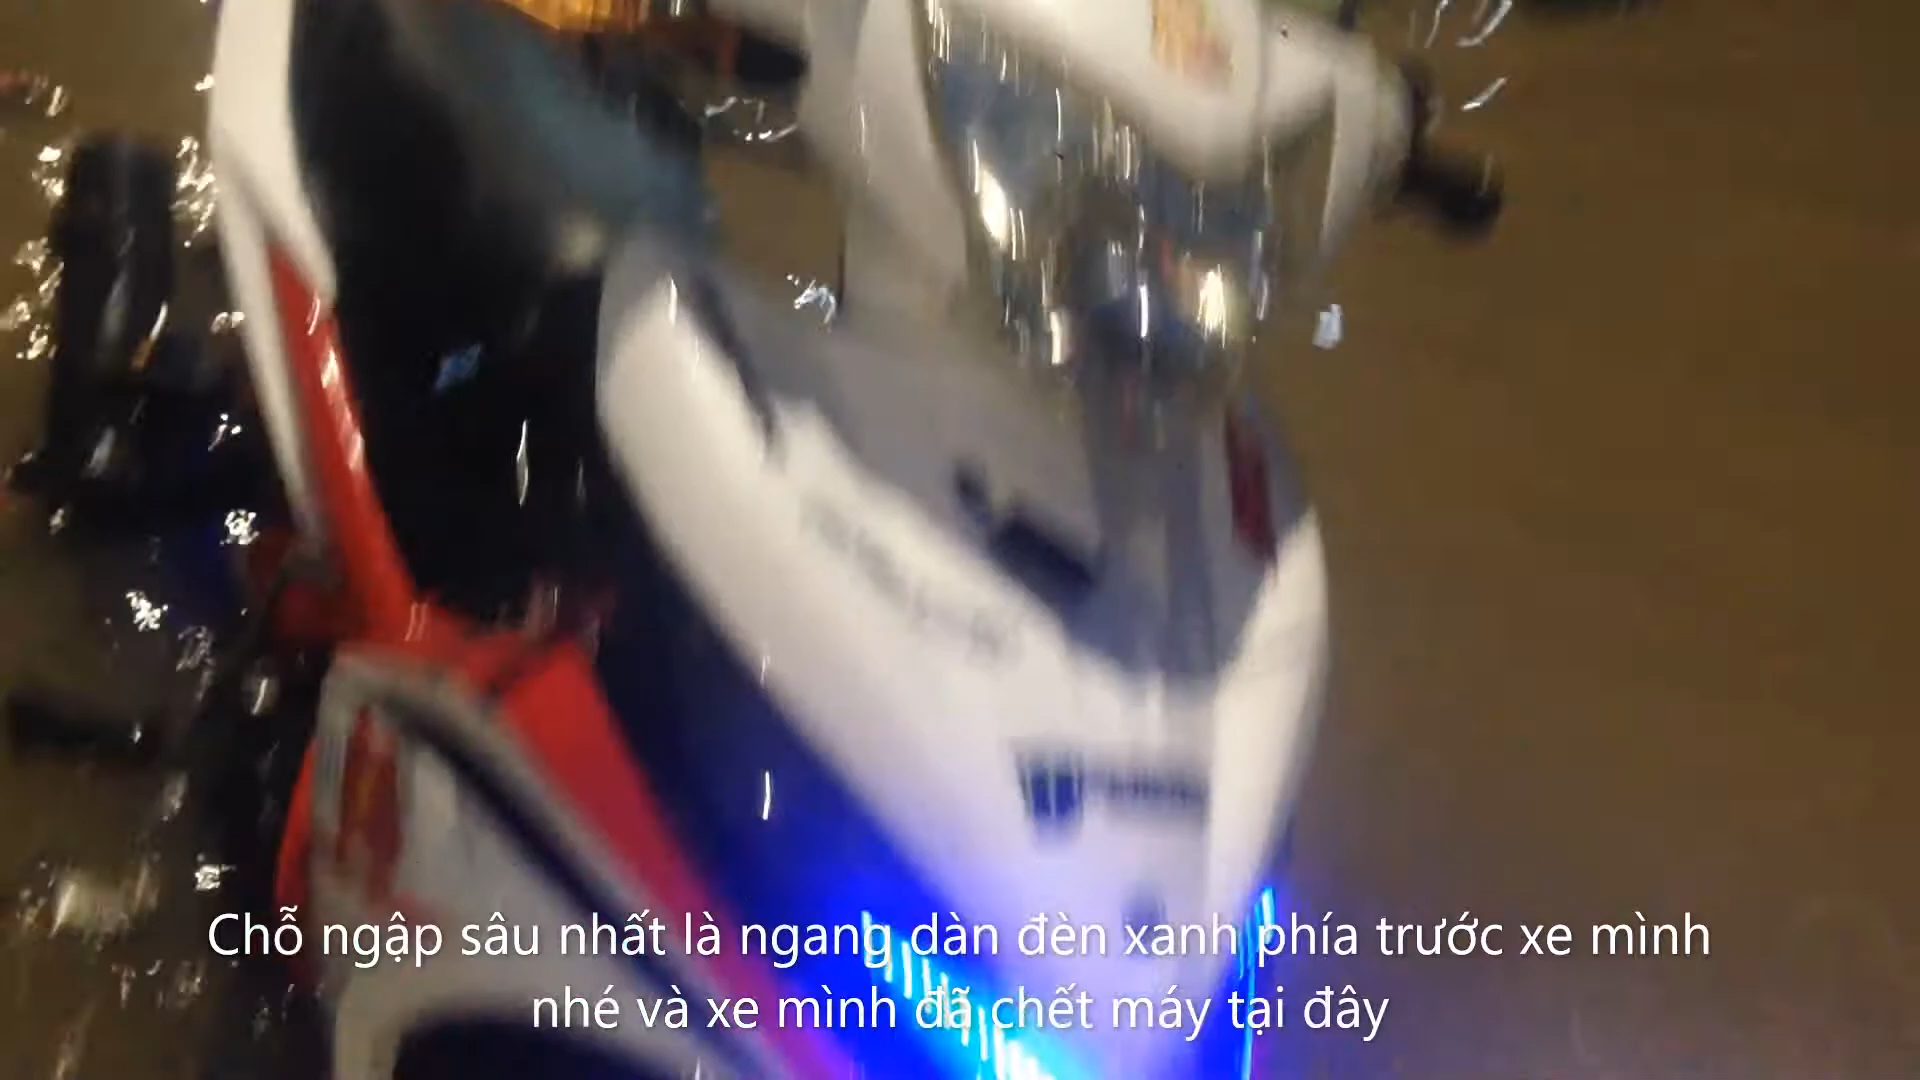 Chỗ ngập sâu nhất là ngang dàn đèn xanh phía trước xe mình
nhé và xe mình đã chết máy tại đây